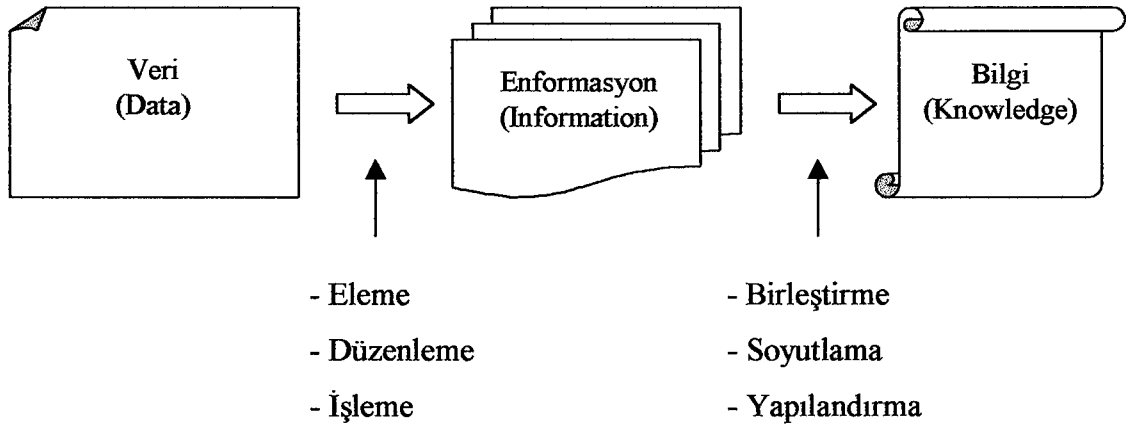 Veri
(Data)
Enformasyon
(Information)
Bilgi
(Knowledge)
- Eleme
- Düzenleme
- İşleme
- Birleştirme
- Soyutlama
- Yapılandırma